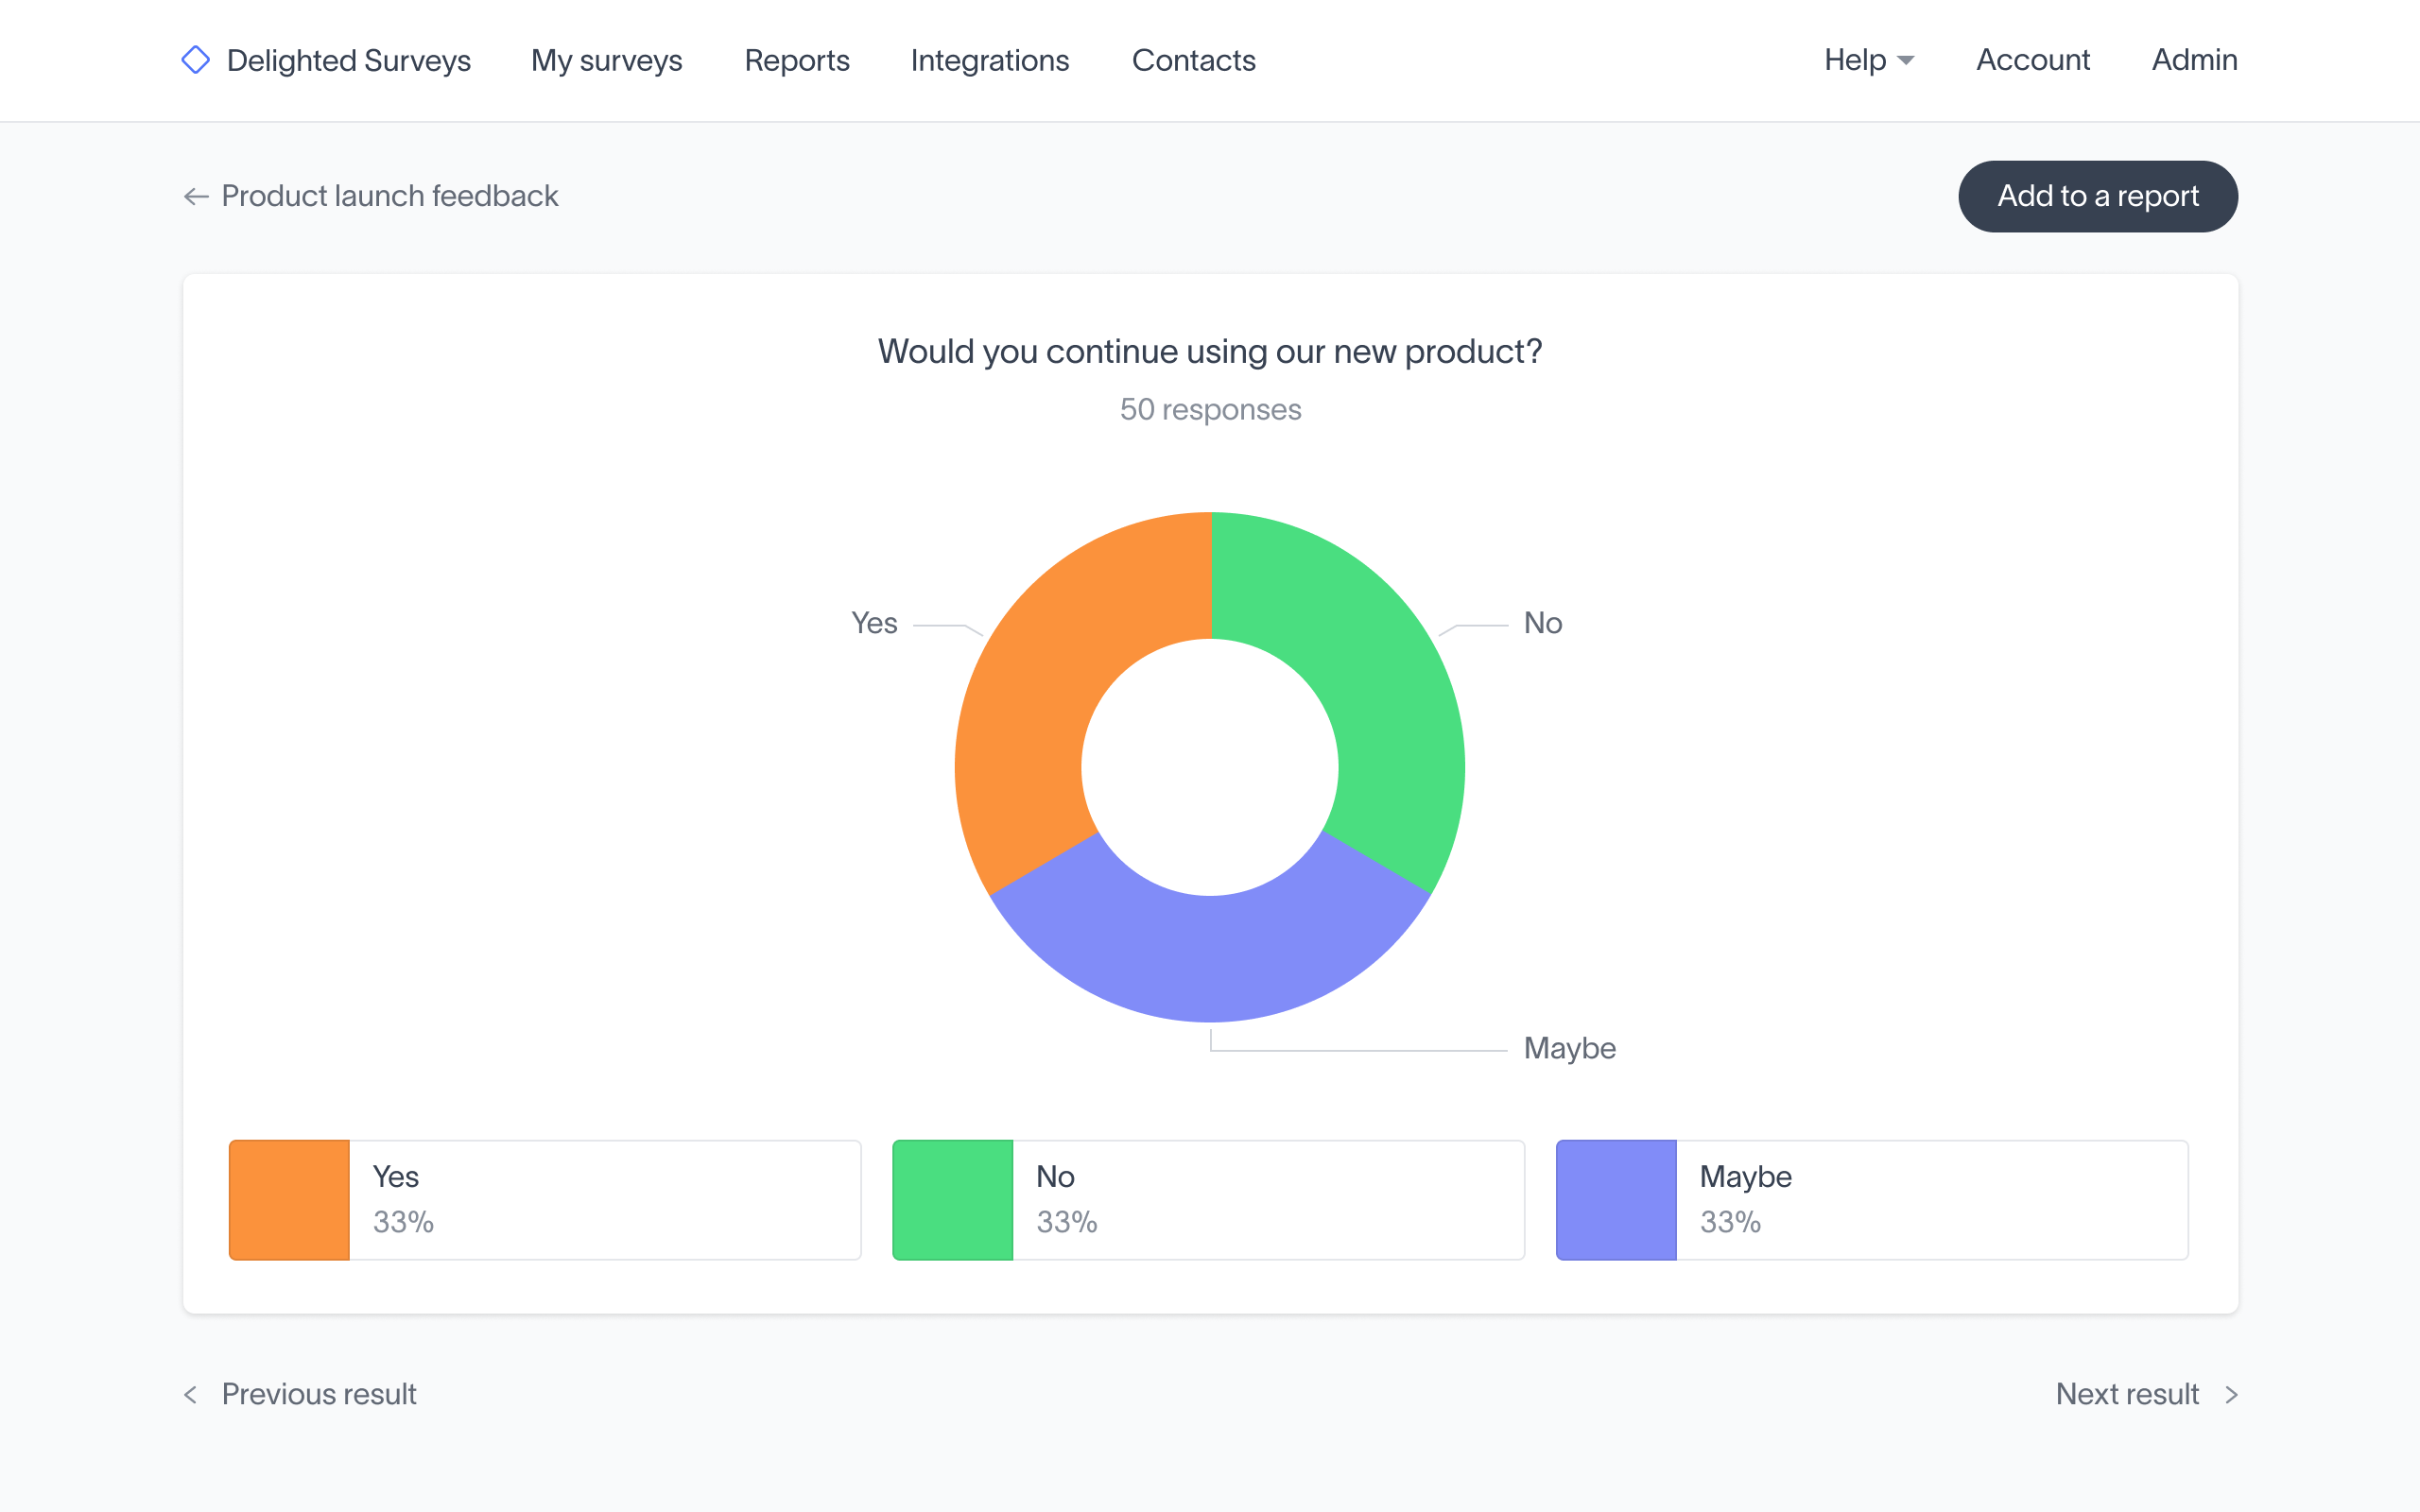 Delighted Surveys My surveys Reports Integrations Contacts Help Account Admin
Product launch feedback Add to a report
Would you continue using our new product?
50 responses
Yes No
Maybe
Yes No Maybe
33% 33% 33%
Previous result Next result